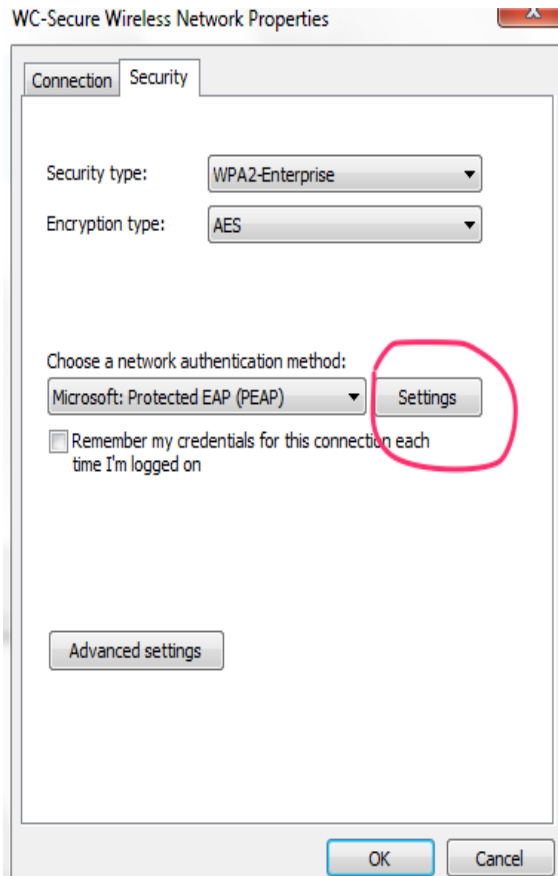 WC-Secure Wireless Network Properties
X
Connection Security
Security type: WPA2-Enterprise
Encryption type: AES
Choose a network authentication method:
Microsoft: Protected EAP (PEAP) Settings
Remember my credentials for this connection each
time I'm logged on
Advanced settings
OK Cancel